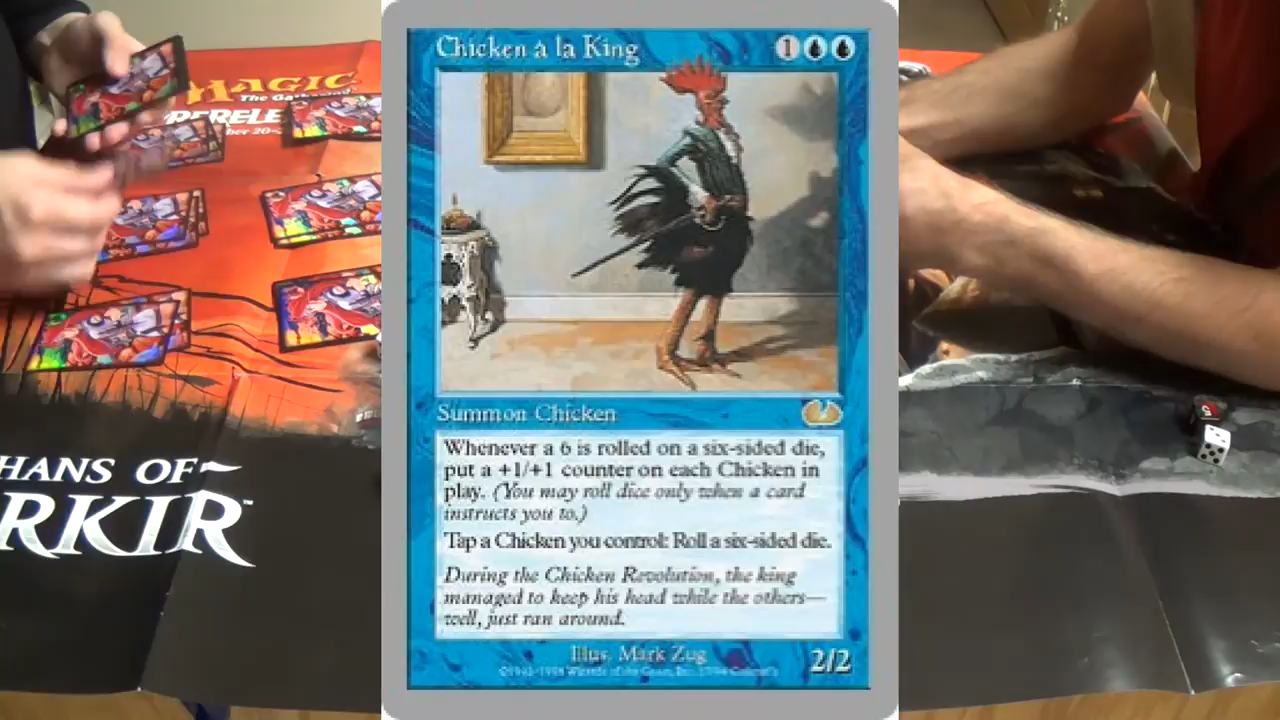 MAGIC
The Gathering
Chicken à la King
1
Summon Chicken
Whenever a 6 is rolled on a six-sided die,
put a +1/+1 counter on each Chicken in
play. (You may roll dice only when a card
instructs you to.)
Tap a Chicken you control: Roll a six-sided die.
During the Chicken Revolution, the king
managed to keep his head while the others—
well, just ran around.
Illus. Mark Zug
2/2
HANS OF
RKIR™